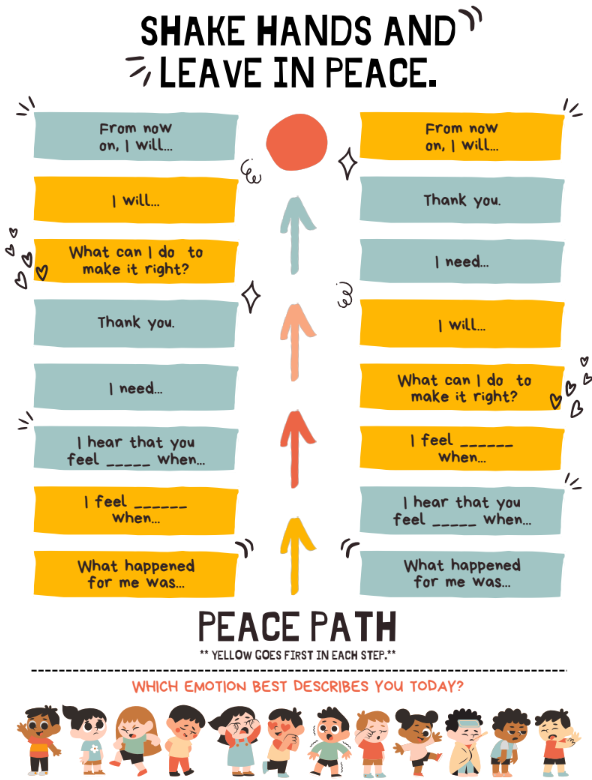 SHAKE HANDS AND
LEAVE IN PEACE.
From now
on, I will...
From now
on, I will...
I will...
Thank you.
What can I do to
make it right?
I need...
Thank you.
I will...
I need...
What can I do to
make it right?
I hear that you
feel _____ when...
I feel ______
when...
I feel ______
when...
I hear that you
feel _____ when...
What happened
for me was...
What happened
for me was...
PEACE PATH
** YELLOW GOES FIRST IN EACH STEP.**
WHICH EMOTION BEST DESCRIBES YOU TODAY?